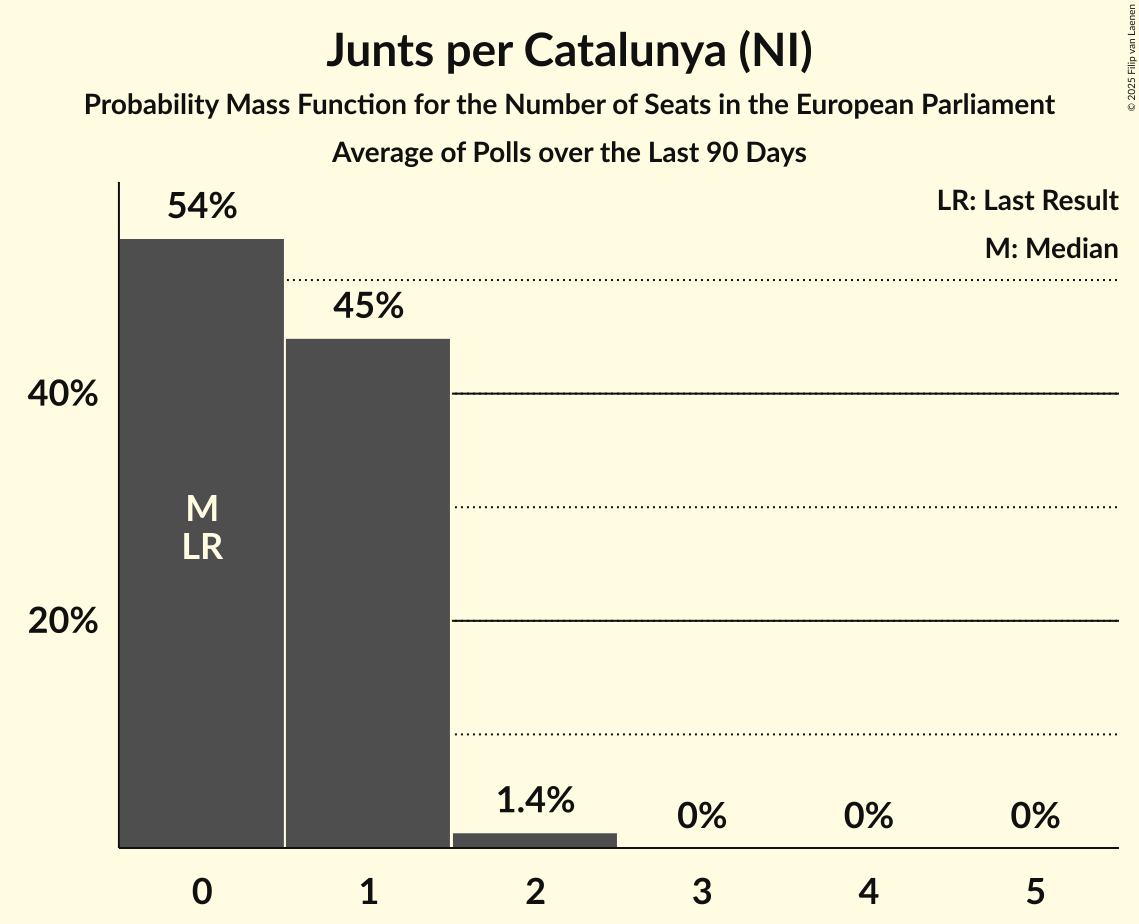 Junts per Catalunya (NI)
Probability Mass Function for the Number of Seats in the European Parliament
Average of Polls over the Last 90 Days
© 2025 Filip van Laenen
LR: Last Result
M: Median
54%
45%
40%
M
LR
20%
1.4%
0%
0%
0%
0
1
2
3
4
5